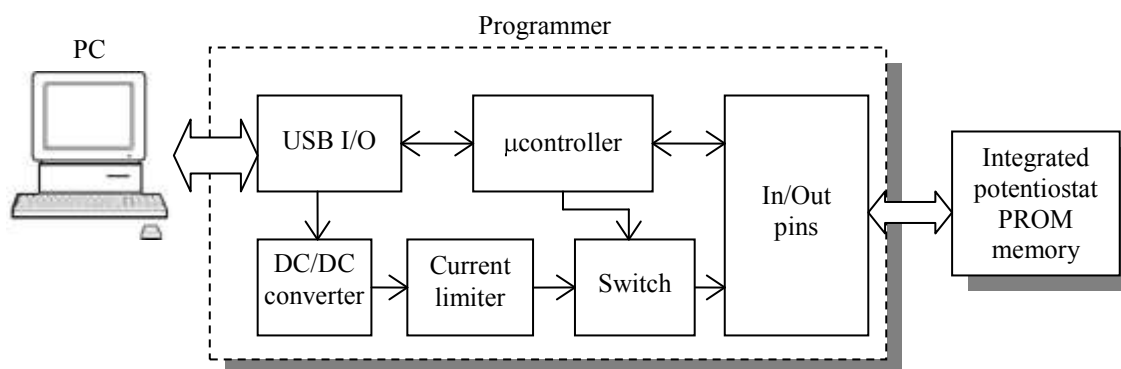 Programmer
PC
USB I/O
μcontroller
In/Out
pins
Integrated
potentiostat
PROM
memory
DC/DC
converter
Current
limiter
Switch